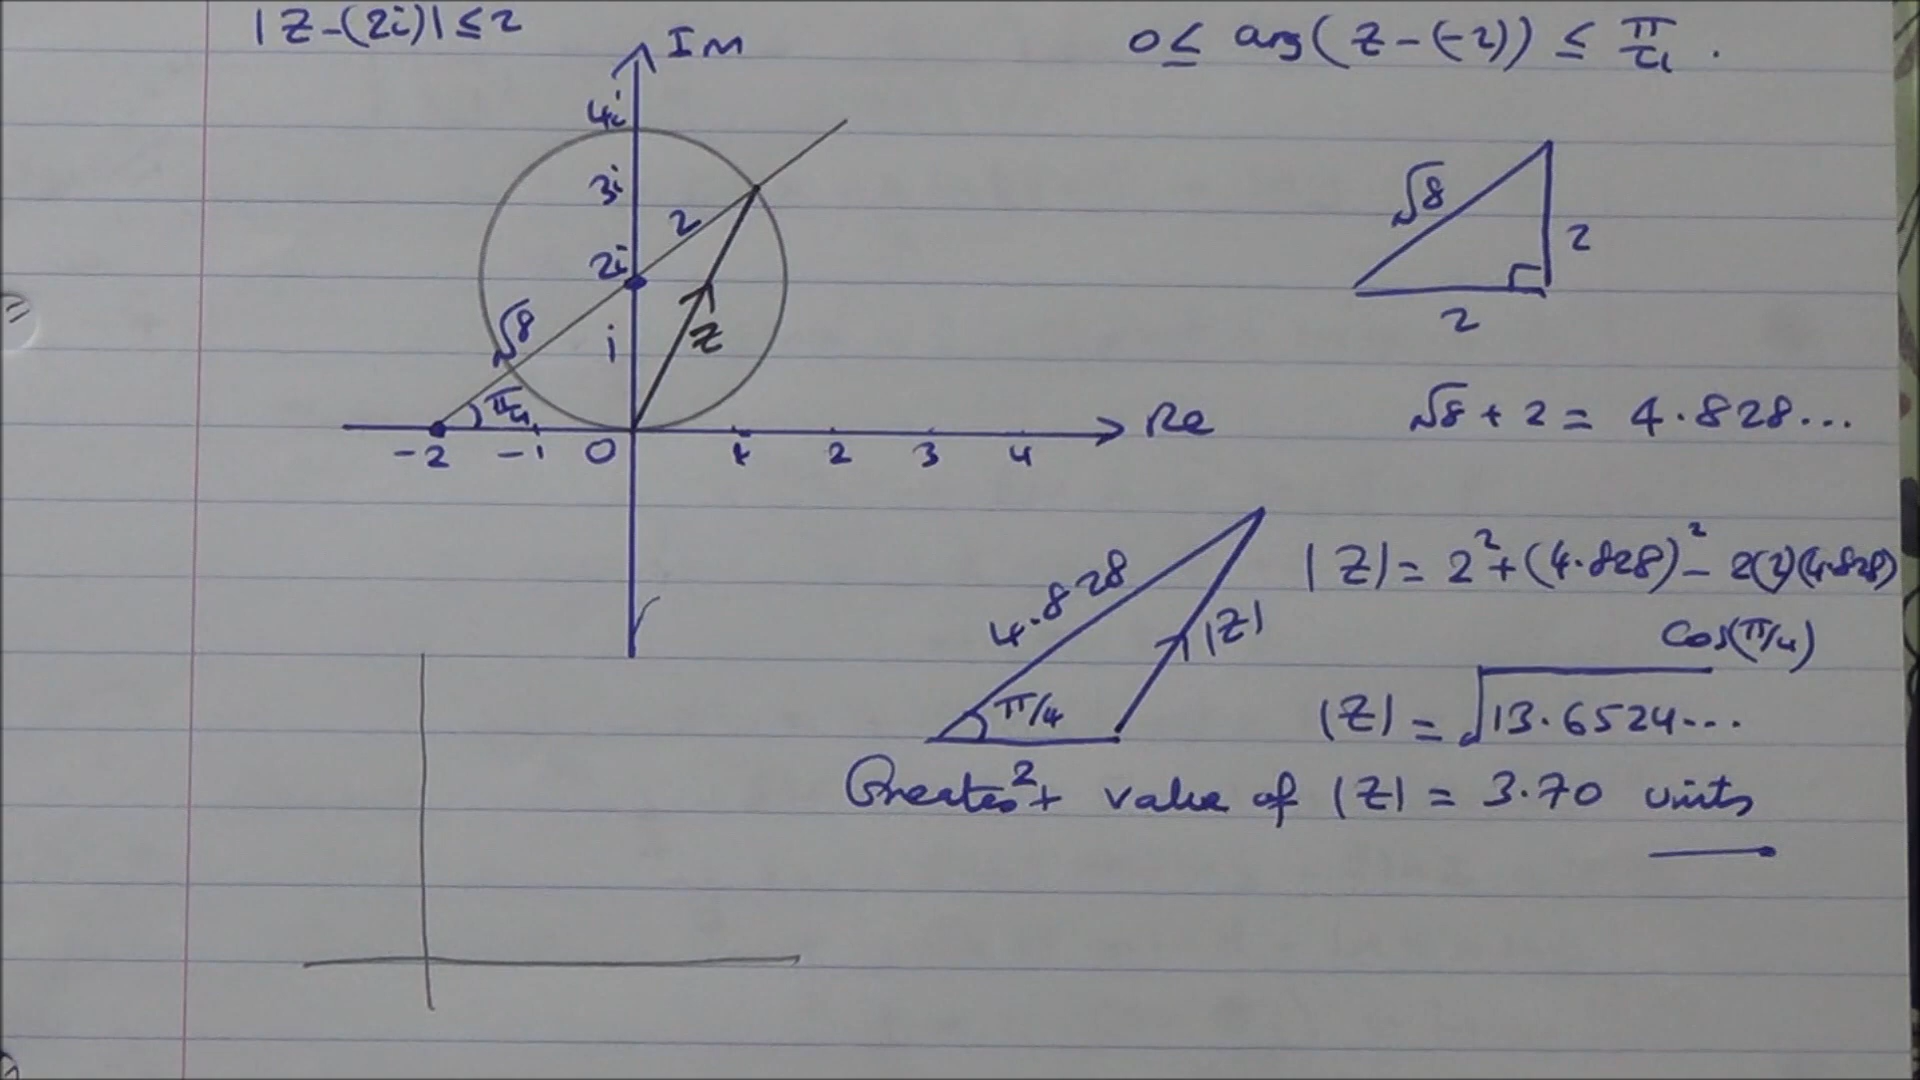 |Z-(2i)|≤2
0≤ arg(Z-(-2)) ≤ π/4.
Im
4i
3i
2i
i
2
√8
Z
π/4
-2 -1 0 1 2 3 4
Re
√8
2
2
√8+2 = 4.828...
4.828
|Z|
π/4
2
|Z| = 2²+(4.828)²- 2(2)(4.828)
Cos(π/4)
|Z| = √13.6524...
Greatest value of |Z| = 3.70 units